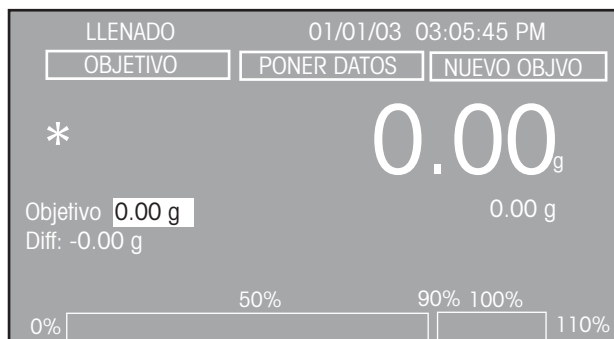 LLENADO 01/01/03 03:05:45 PM
OBJETIVO PONER DATOS NUEVO OBJVO
* 0.00 g
Objetivo 0.00 g 0.00 g
Diff: -0.00 g
50% 90% 100%
0% 110%